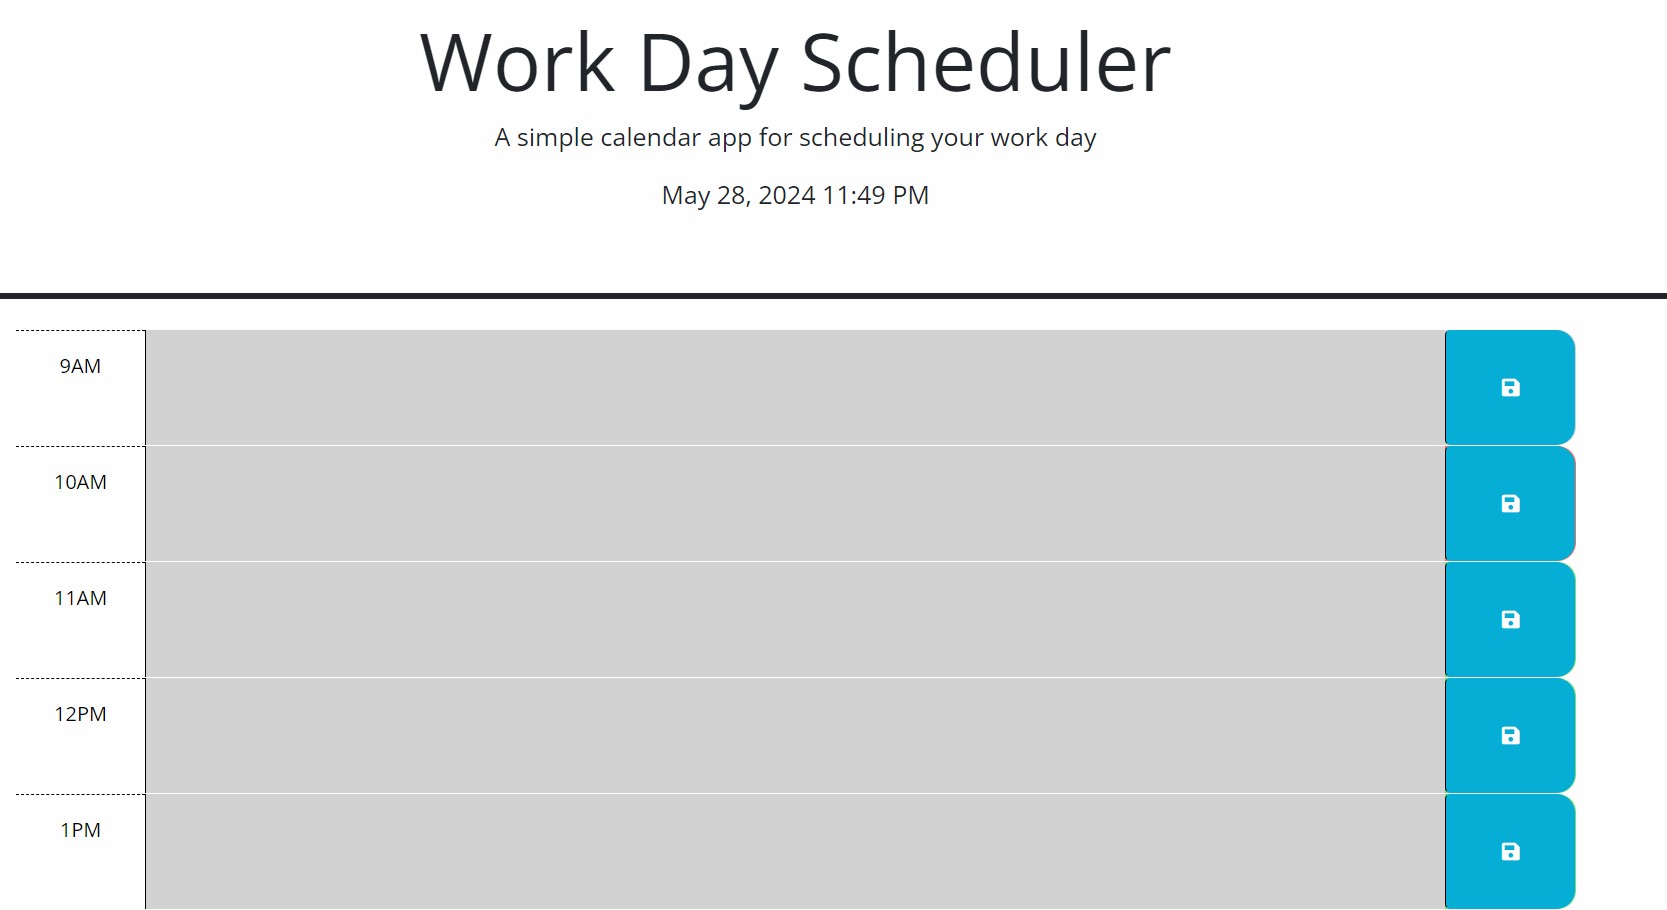 Work Day Scheduler
A simple calendar app for scheduling your work day
May 28, 2024 11:49 PM
9AM
10AM
11AM
12PM
1PM